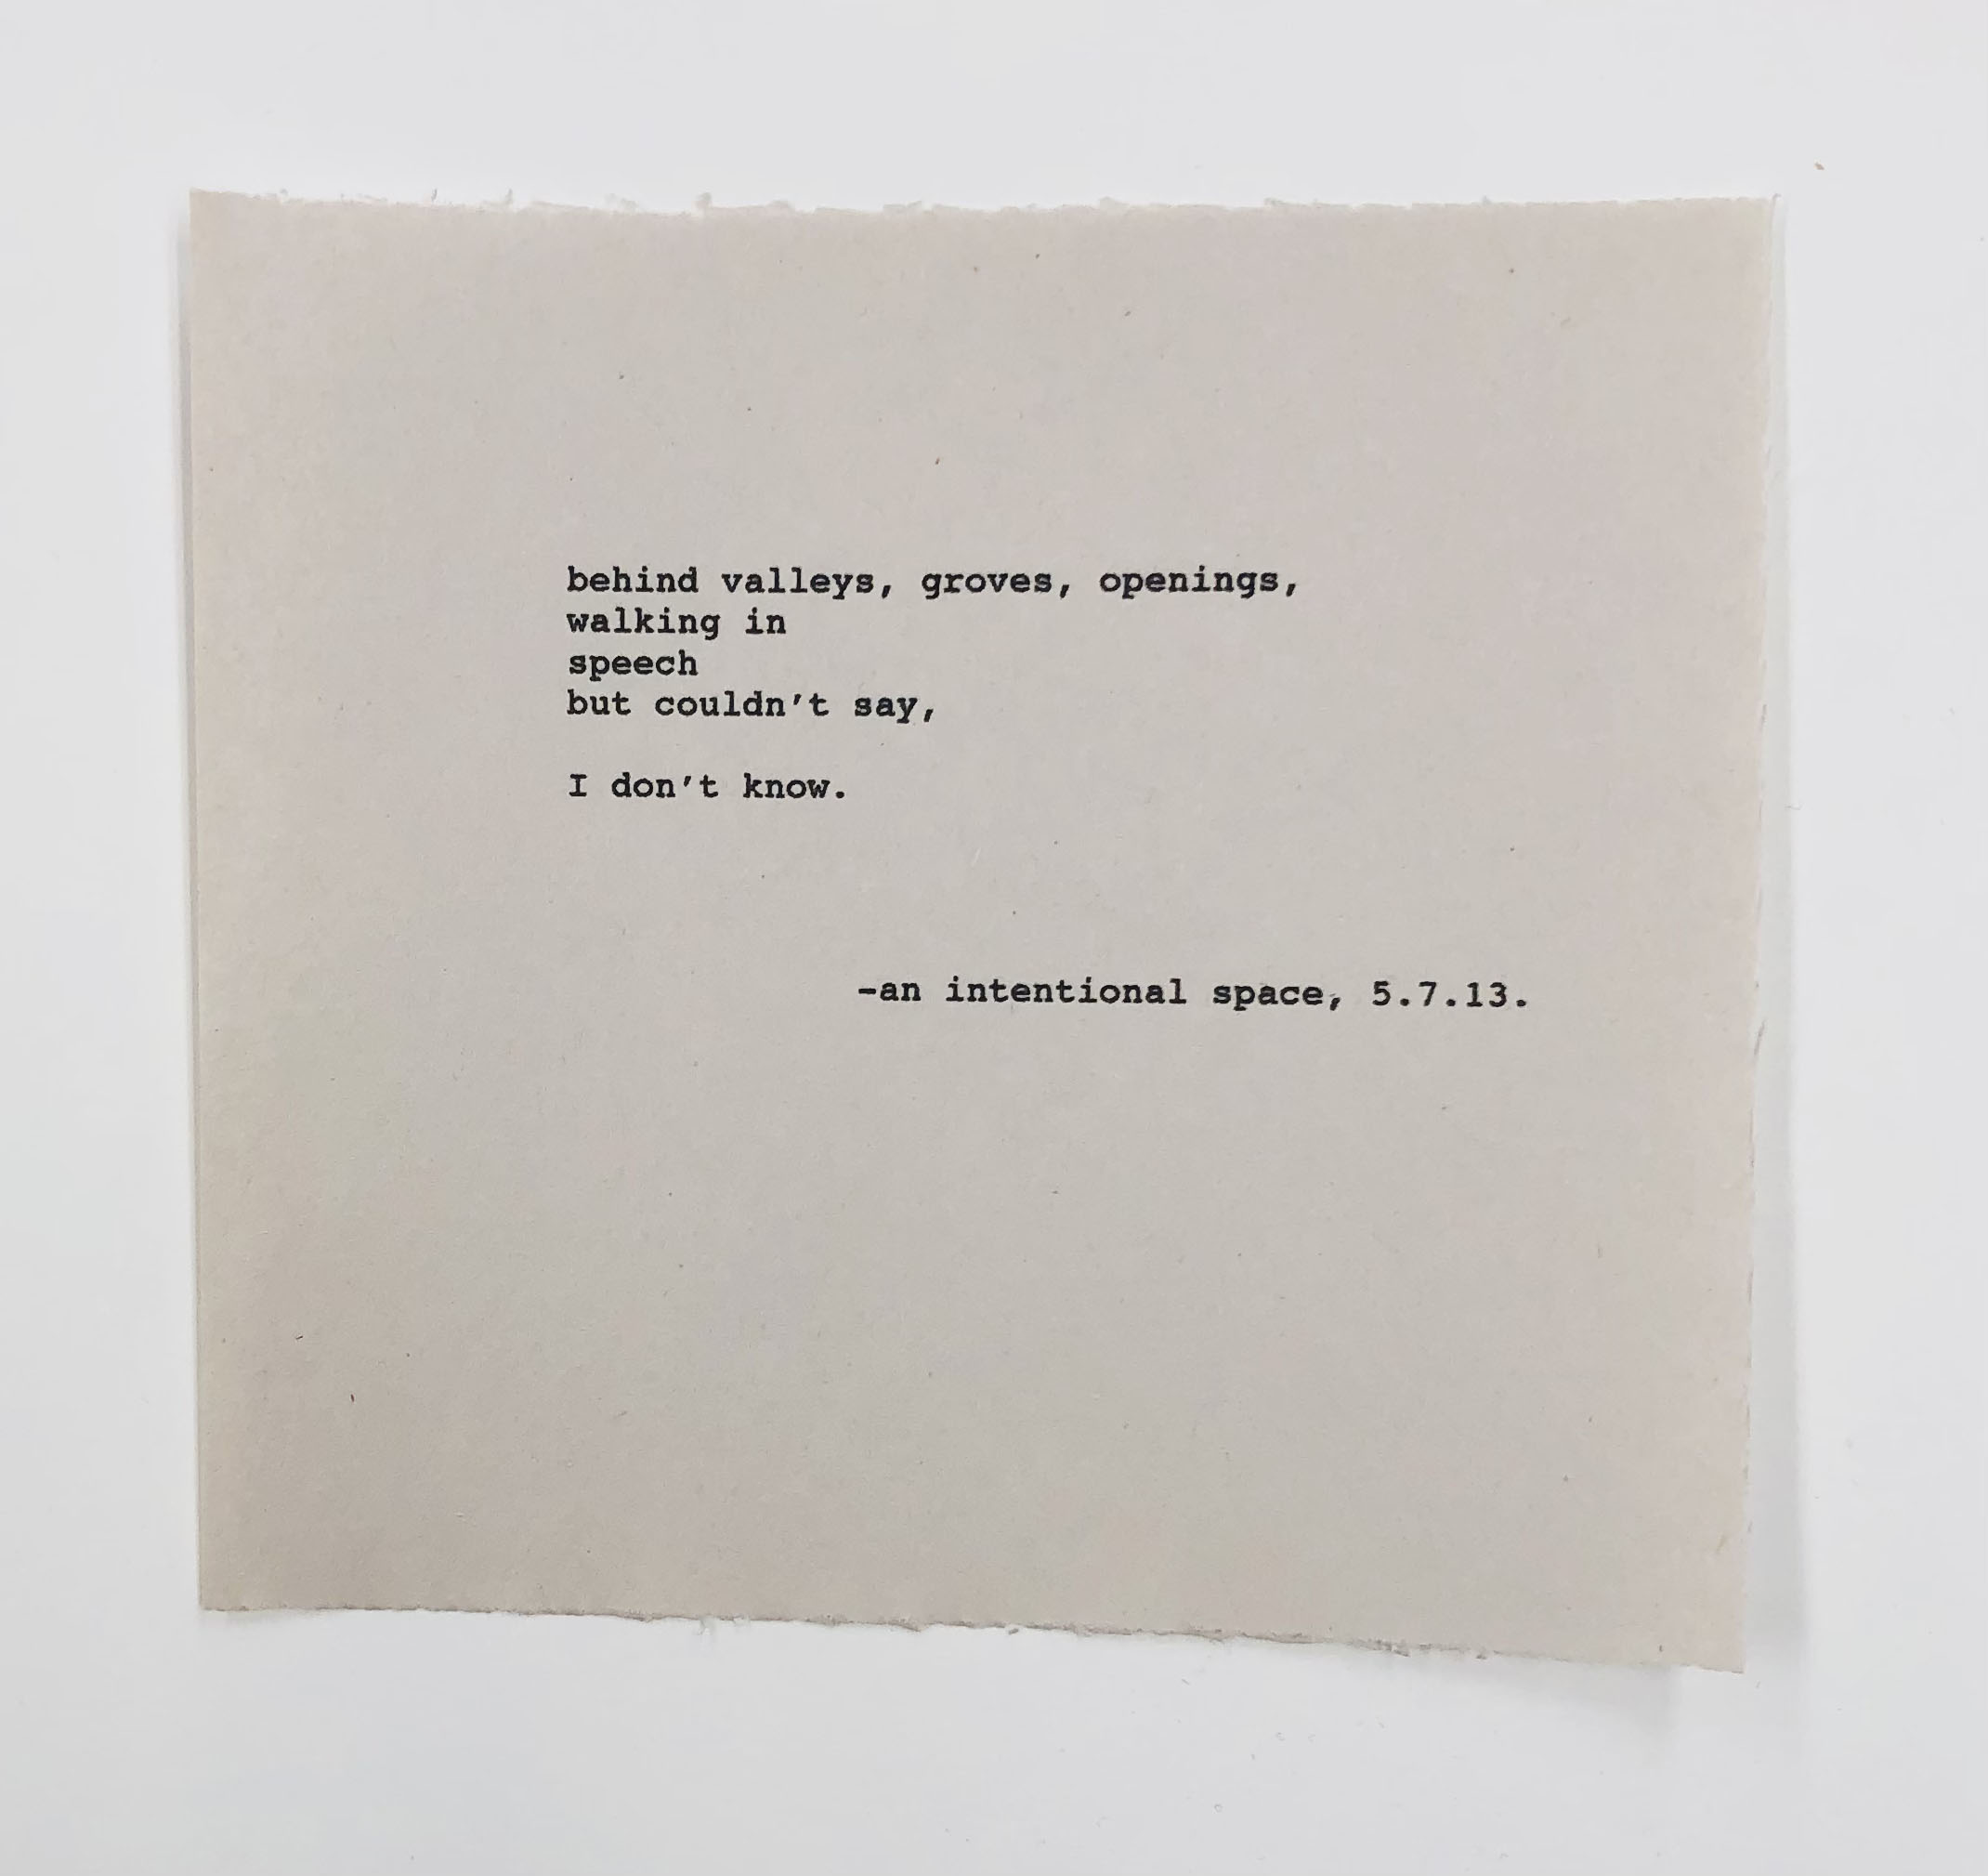 behind valleys, groves, openings,
walking in
speech
but couldn't say,
I don't know.
-an intentional space, 5.7.13.